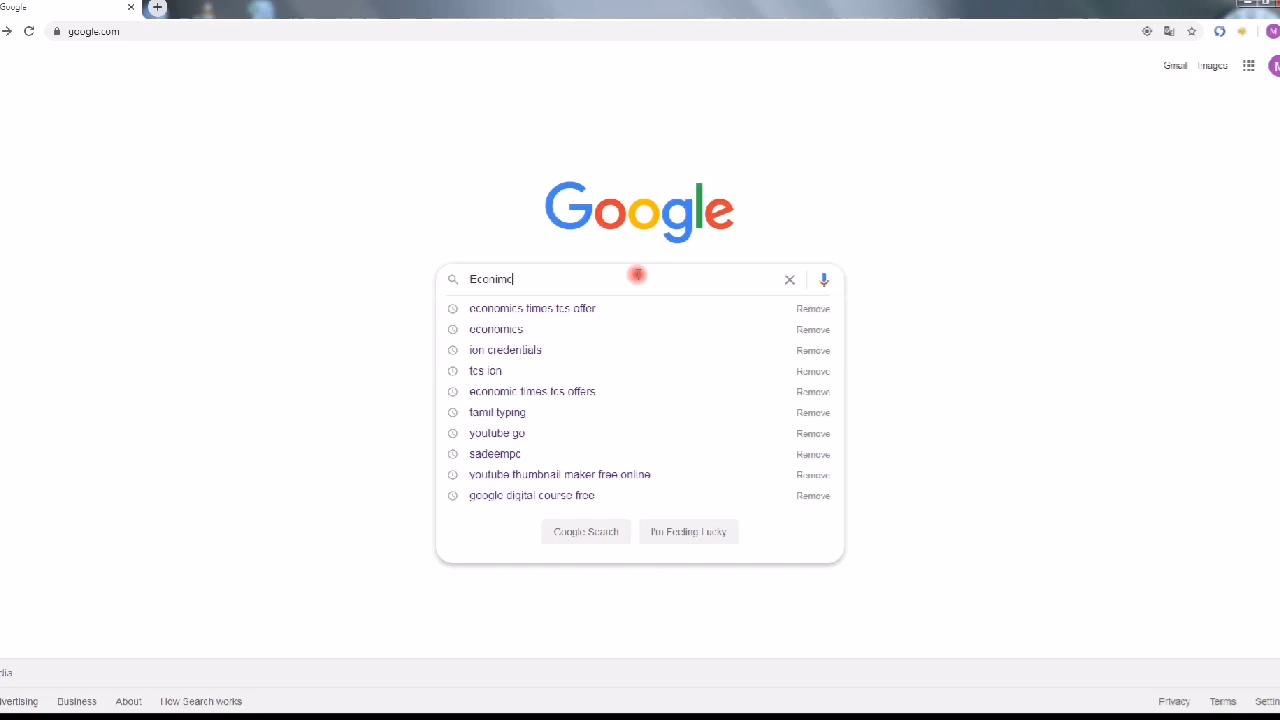 Google
google.com
M
Gmail Images
Google
Econimc
economics times tcs offer Remove
economics Remove
ion credentials Remove
tcs ion Remove
economic times tcs offers Remove
tamil typing Remove
youtube go Remove
sadeempc Remove
youtube thumbnail maker free online Remove
google digital course free Remove
Google Search I'm Feeling Lucky
dia
vertising Business About How Search works Privacy Terms Settin